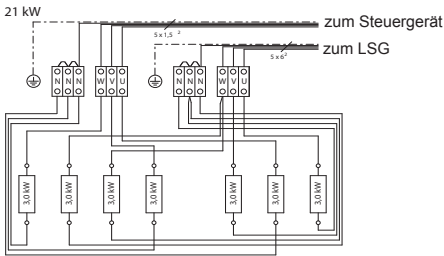 21 kW
zum Steuergerät
5 x 1,5 ²
zum LSG
5 x 6²
N N N W V U N N N W V U
3,0 kW 3,0 kW 3,0 kW 3,0 kW 3,0 kW 3,0 kW 3,0 kW